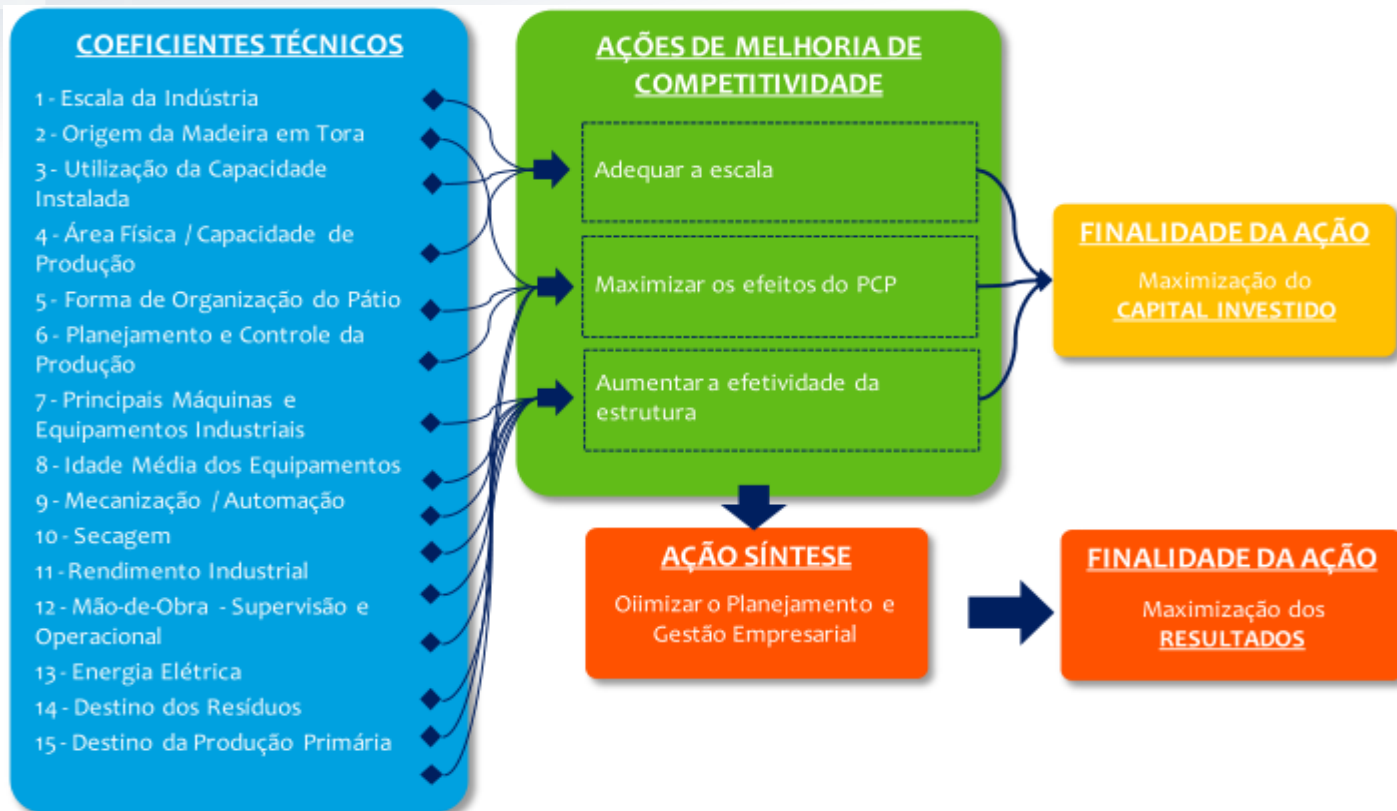 COEFICIENTES TÉCNICOS
1 - Escala da Indústria
2 - Origem da Madeira em Tora
3 - Utilização da Capacidade
Instalada
4 - Área Física / Capacidade de
Produção
5 - Forma de Organização do Pátio
6 - Planejamento e Controle da
Produção
7 - Principais Máquinas e
Equipamentos Industriais
8 - Idade Média dos Equipamentos
9 - Mecanização / Automação
10 - Secagem
11 - Rendimento Industrial
12 - Mão-de-Obra - Supervisão e
Operacional
13 - Energia Elétrica
14 - Destino dos Resíduos
15 - Destino da Produção Primária
AÇÕES DE MELHORIA DE
COMPETITIVIDADE
Adequar a escala
Maximizar os efeitos do PCP
Aumentar a efetividade da
estrutura
FINALIDADE DA AÇÃO
Maximização do
CAPITAL INVESTIDO
AÇÃO SÍNTESE
Oiimizar o Planejamento e
Gestão Empresarial
FINALIDADE DA AÇÃO
Maximização dos
RESULTADOS